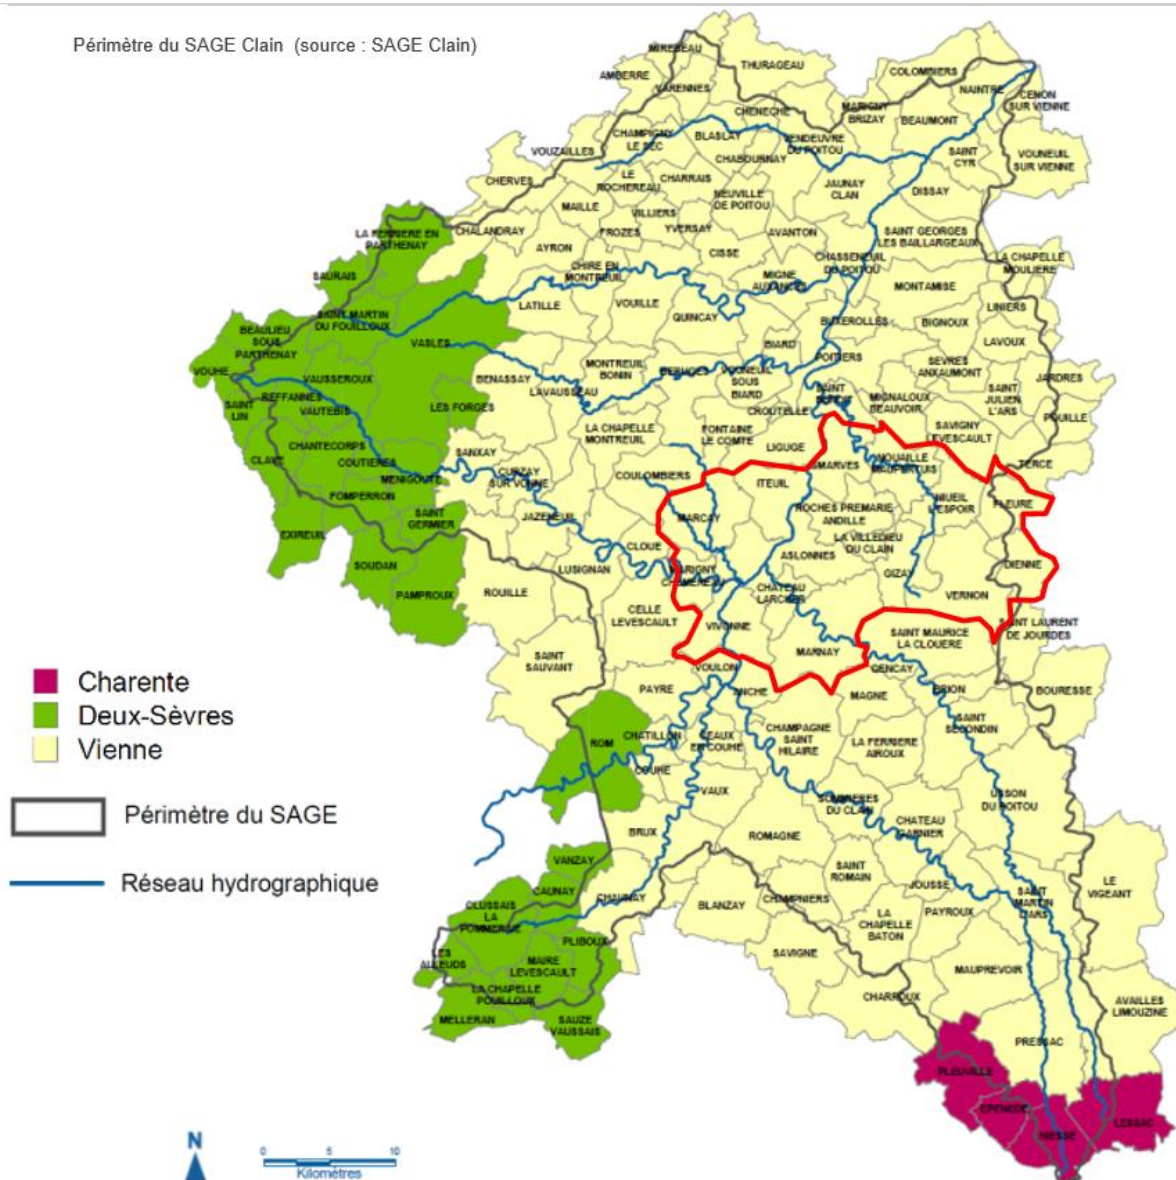 Périmètre du SAGE Clain (source : SAGE Clain)
MIREBEAU
THURAGEAU
AMBERRE
COLOMBIERS
VARENNES
NAINTRE
CENON
SUR VIENNE
CHENECHE
MARIGNY
BRIZAY
BEAUMONT
CHAMPIGNY
LE SEC
BLASLAY
VENDEUVRE
DU POITOU
VOUZAILLES
CHABOURNAY
SAINT
CYR
VOUNEUIL
SUR VIENNE
CHERVES
LE
ROCHEREAU
CHARRAIS
JAUNAY
CLAN
DISSAY
NEUVILLE
DE POITOU
MAILLE
VILLIERS
LA FERRIERE EN
PARTHENAY
CHALANDRAY
FROZES
YVERSAY
AVANTON
SAINT GEORGES
LES BAILLARGEAUX
AYRON
CISSE
CHASSENEUIL
DU POITOU
LA CHAPELLE
MOULIERE
SAURAIS
CHIRE EN
MONTREUIL
MIGNE
AUXANCES
MONTAMISE
LATILLE
VOUILLE
LINIERS
SAINT MARTIN
DU FOUILLOUX
QUINCAY
BUXEROLLES
BIGNOUX
BEAULIEU
SOUS
PARTHENAY
VASLES
BIARD
LAVOUX
POITIERS
VOUHE
VAUSSEROUX
BENASSAY
MONTREUIL
BONIN
BERUGES
VOUNEUIL
SOUS
BIARD
SEVRES
ANXAUMONT
JARDRES
LAVAUSSEAU
SAINT
BENOIT
MIGNALOUX
BEAUVOIR
SAINT
JULIEN
L'ARS
REFFANNES
SAINT
LIN
VAUTEBIS
LES FORGES
CROUTELLE
POUILLE
LA CHAPELLE
MONTREUIL
FONTAINE
LE COMTE
SAVIGNY
LEVESCAULT
CHANTECORPS
LIGUGE
CLAVE
COUTIERES
SANXAY
NOUAILLE
MAUPERTUIS
TERCE
MENIGOUTE
CURZAY
SUR VONNE
COULOMBIERS
ITEUIL
SMARVES
FOMPERRON
NIUEIL
L'ESPOIR
FLEURE
SAINT
GERMIER
JAZENEUIL
MARCAY
ROCHES PREMARIE
ANDILLE
EXIREUIL
CLOUE
LA VILLEDIEU
DU CLAIN
SOUDAN
LUSIGNAN
MARIGNY
CHEMEREAU
ASLONNES
GIZAY
DIENNE
PAMPROUX
ROUILLE
CHATEAU
LARCHER
VERNON
CELLE
LEVESCAULT
VIVONNE
SAINT MAURICE
LA CLOUERE
SAINT LAURENT
DE JOURDES
SAINT
SAUVANT
MARNAY
VOULON
GENCAY
PAYRE
ANCHE
MAGNE
BRION
BOURESSE
ROM
CHATILLON
CEAUX
EN COUHE
CHAMPAGNE
SAINT
HILAIRE
SAINT
SECONDIN
LA FERRIERE
AIROUX
COUHE
VAUX
SOMMIERES
DU CLAIN
USSON
DU POITOU
BRUX
ROMAGNE
CHATEAU
GARNIER
VANZAY
SAINT
ROMAIN
CAUNAY
CHAUNAY
BLANZAY
CHAMPNIERS
JOUSSE
SAINT
MARTIN
L'ARS
LE
VIGEANT
CLUSSAIS
LA
POMMERAIE
LA
CHAPELLE
BATON
PAYROUX
PLIBOUX
LES
ALLEUDS
MAIRE
LEVESCAULT
SAVIGNE
MAUPREVOIR
LA CHAPELLE
POUILLOUX
CHARROUX
AVAILLES
LIMOUZINE
MELLERAN
SAUZE
VAUSSAIS
PRESSAC
PLEUVILLE
EPENEDE
HIESSE
LESSAC
Charente
Deux-Sèvres
Vienne
Périmètre du SAGE
Réseau hydrographique
N
0 5 10
Kilomètres